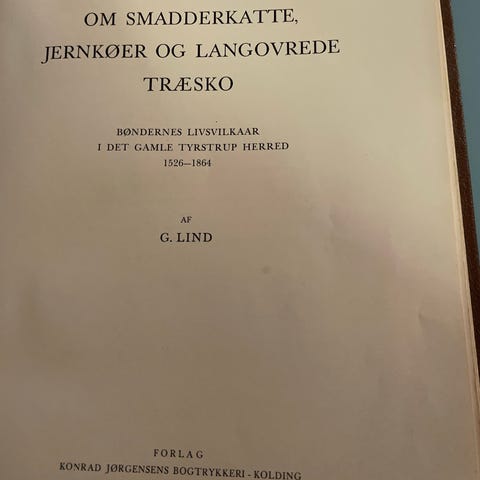 OM SMADDERKATTE,
JERNKØER OG LANGOVREDE
TRÆSKO
BØNDERNES LIVSVILKAAR
I DET GAMLE TYRSTRUP HERRED
1526—1864
AF
G. LIND
FORLAG
KONRAD JØRGENSENS BOGTRYKKERI - KOLDING